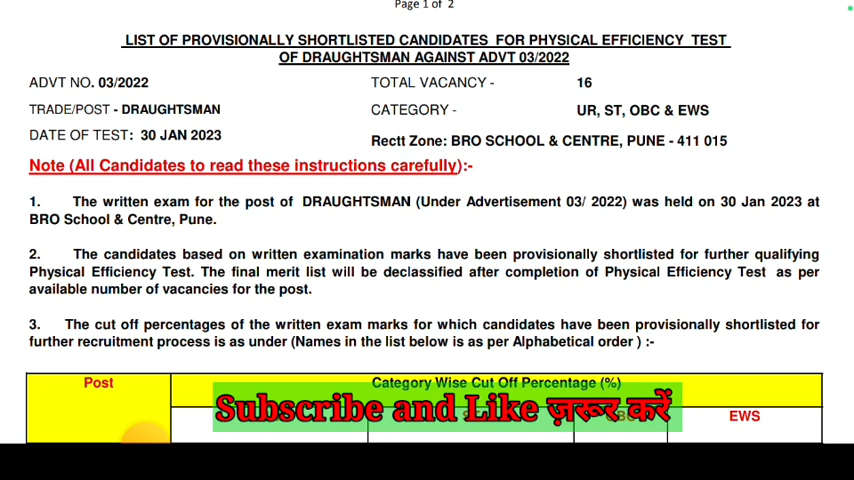 Page 1 of 2
LIST OF PROVISIONALLY SHORTLISTED CANDIDATES FOR PHYSICAL EFFICIENCY TEST
OF DRAUGHTSMAN AGAINST ADVT 03/2022
ADVT NO. 03/2022 TOTAL VACANCY - 16
TRADE/POST - DRAUGHTSMAN CATEGORY - UR, ST, OBC & EWS
DATE OF TEST: 30 JAN 2023 Rectt Zone: BRO SCHOOL & CENTRE, PUNE - 411 015
Note (All Candidates to read these instructions carefully):-
1. The written exam for the post of DRAUGHTSMAN (Under Advertisement 03/ 2022) was held on 30 Jan 2023 at
BRO School & Centre, Pune.
2. The candidates based on written examination marks have been provisionally shortlisted for further qualifying
Physical Efficiency Test. The final merit list will be declassified after completion of Physical Efficiency Test as per
available number of vacancies for the post.
3. The cut off percentages of the written exam marks for which candidates have been provisionally shortlisted for
further recruitment process is as under (Names in the list below is as per Alphabetical order ) :-
Post Category Wise Cut Off Percentage (%)
Subscribe and Like ज़रूर करें
EWS